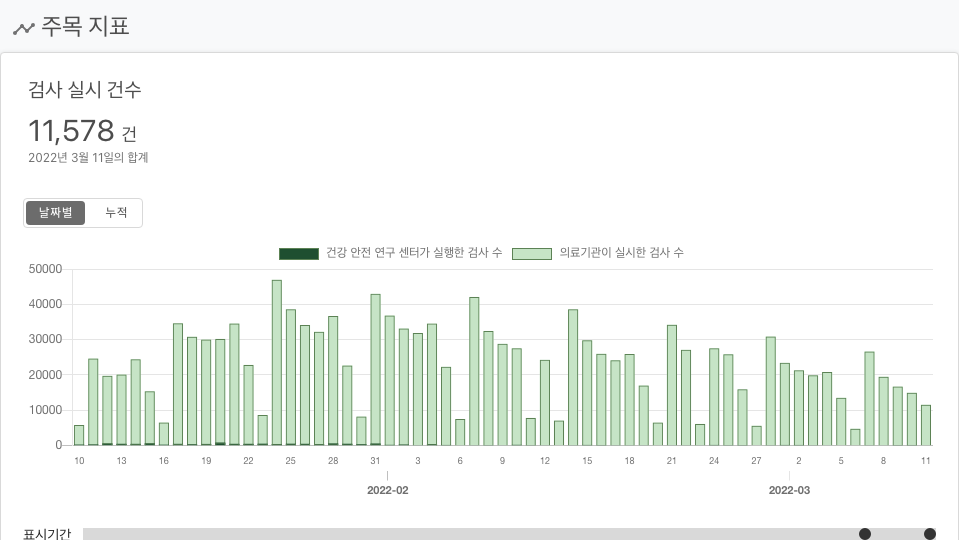 주목 지표
검사 실시 건수
11,578 건
2022년 3월 11일의 합계
날짜별 누적
건강 안전 연구 센터가 실행한 검사 수 의료기관이 실시한 검사 수
50000
40000
30000
20000
10000
0
10 13 16 19 22 25 28 31 3 6 9 12 15 18 21 24 27 2 5 8 11
2022-02 2022-03
표시기간